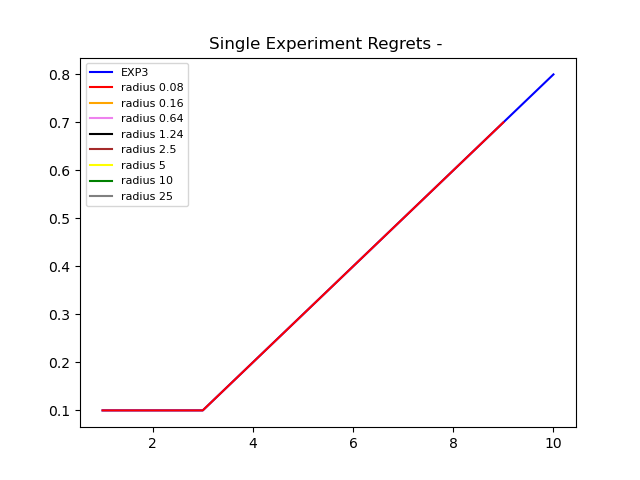 Single Experiment Regrets -
EXP3
radius 0.08
radius 0.16
radius 0.64
radius 1.24
radius 2.5
radius 5
radius 10
radius 25
0.8
0.7
0.6
0.5
0.4
0.3
0.2
0.1
2 4 6 8 10